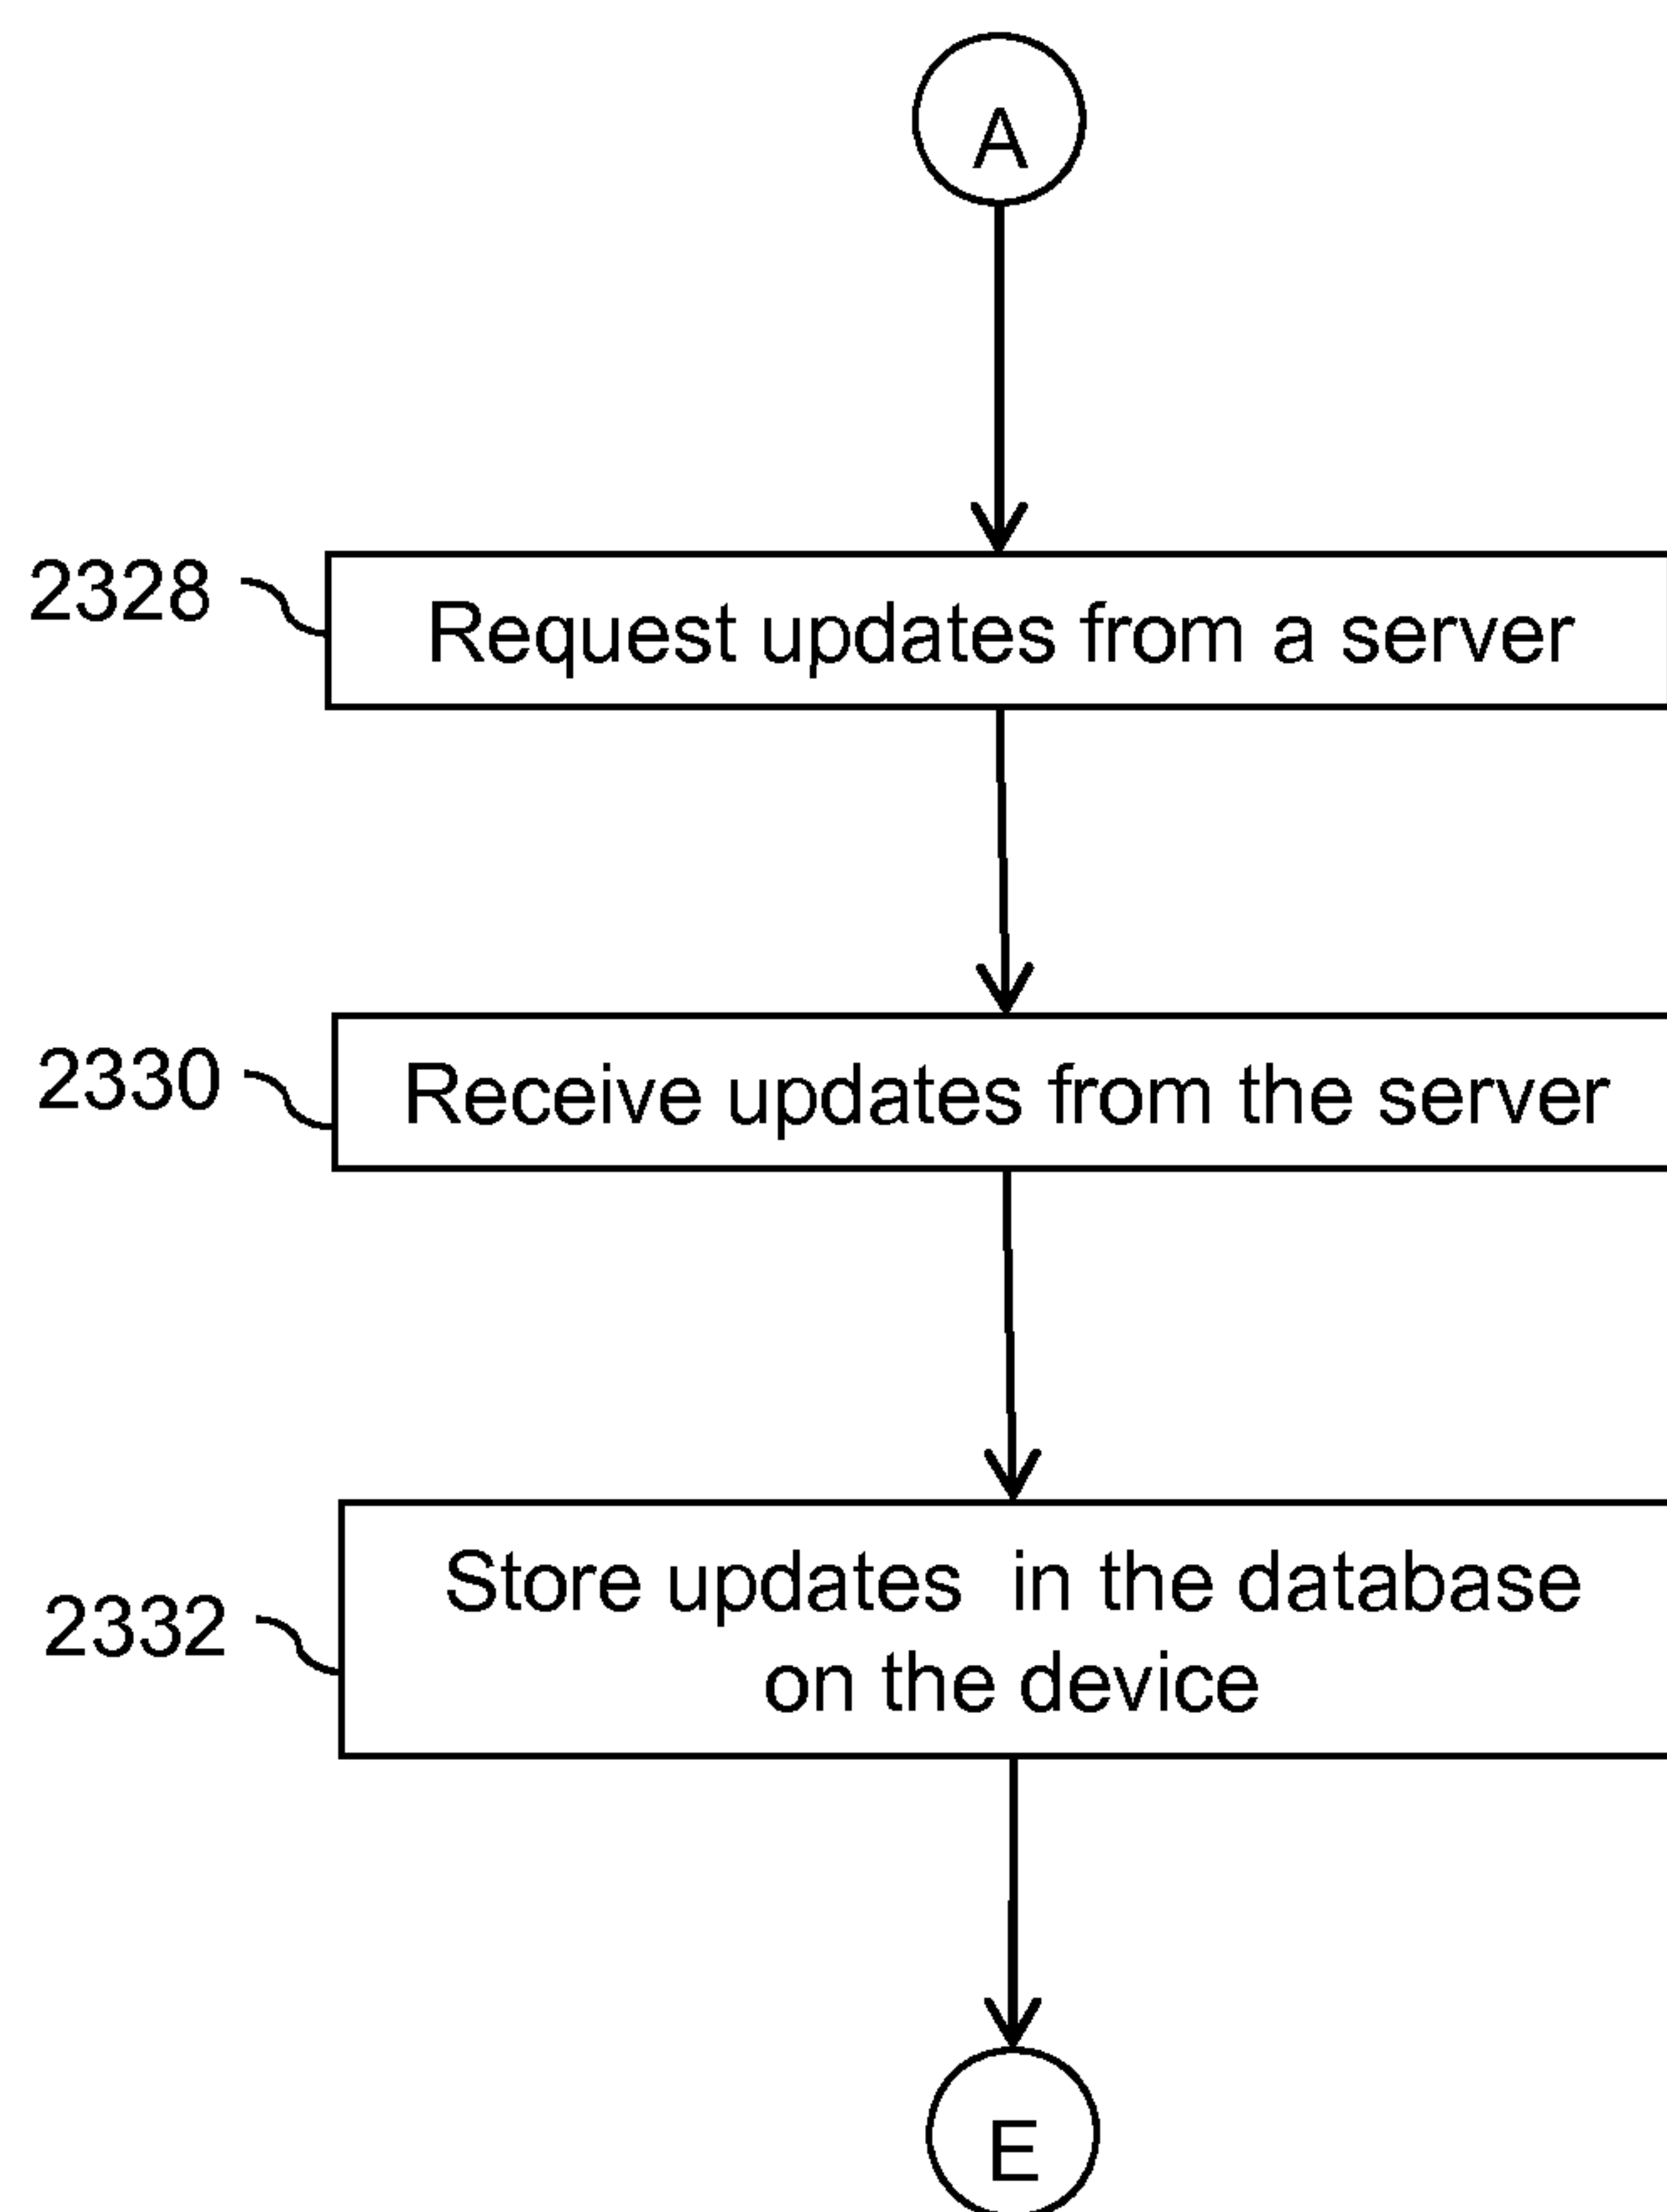 A
2328
Request updates from a server
2330
Receive updates from the server
2332
Store updates in the database
on the device
E